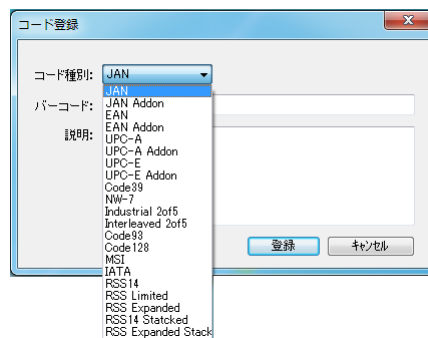 コード登録
コード種別: JAN
JAN
バーコード:
JAN Addon
EAN
説明:
EAN Addon
UPC-A
UPC-A Addon
UPC-E
UPC-E Addon
Code39
NW-7
Industrial 2of5
Interleaved 2of5
Code93
Code128
MSI
IATA
RSS14
RSS Limited
RSS Expanded
RSS14 Statcked
RSS Expanded Stack
登録 キャンセル